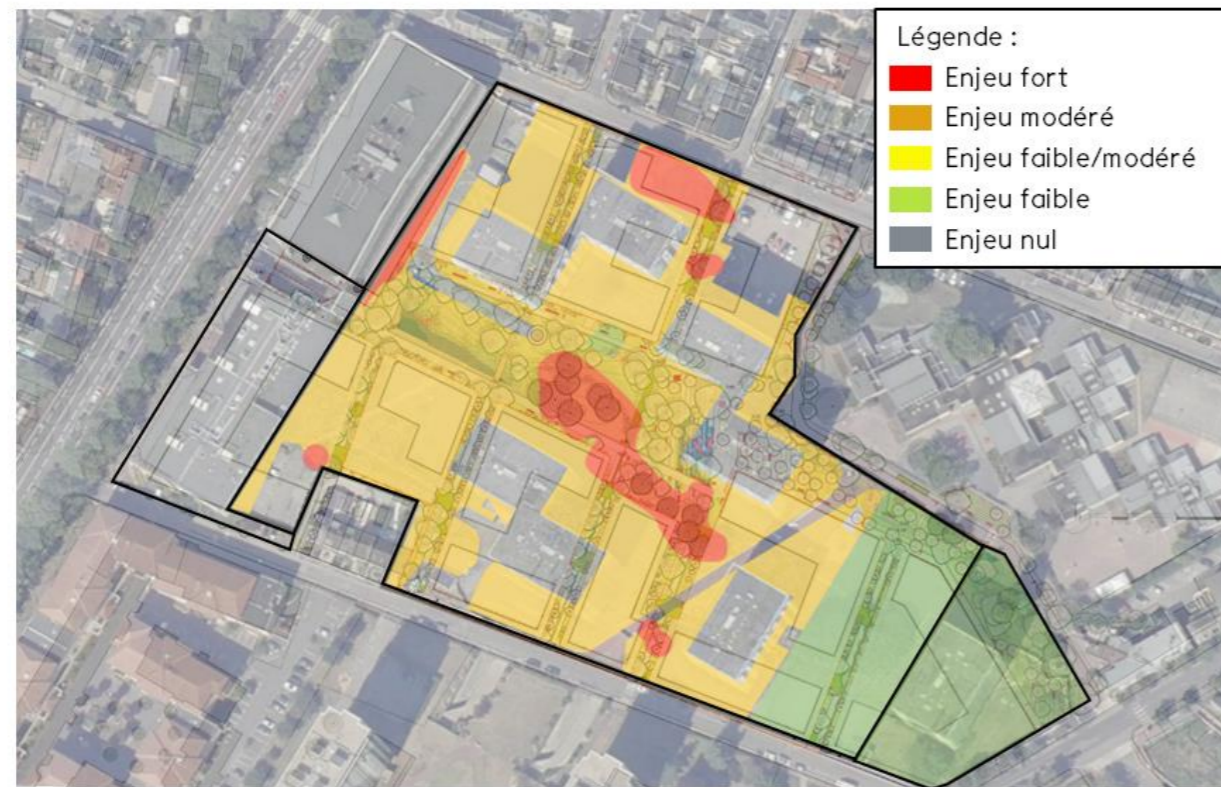 Légende :
Enjeu fort
Enjeu modéré
Enjeu faible/modéré
Enjeu faible
Enjeu nul